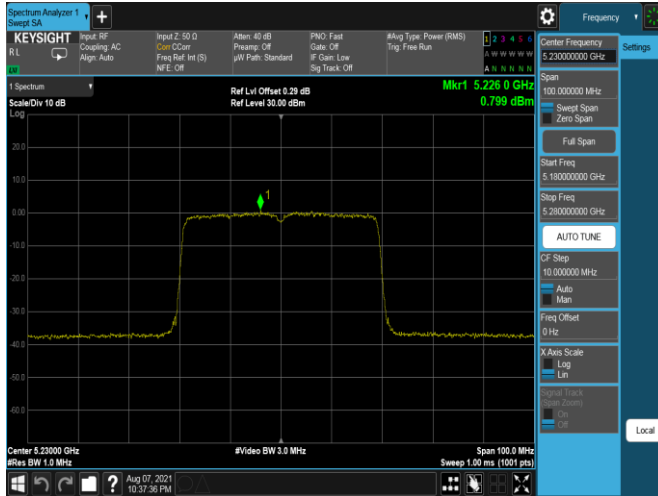 Spectrum Analyzer 1
Swept SA
+
Frequency
KEYSIGHT
RL
LXI
Input: RF
Coupling: AC
Align: Auto
Input Z: 50 Ω
Corr CCorr
Freq Ref: Int (S)
NFE: Off
Atten: 40 dB
Preamp: Off
µW Path: Standard
PNO: Fast
Gate: Off
IF Gain: Low
Sig Track: Off
#Avg Type: Power (RMS)
Trig: Free Run
1 2 3 4 5 6
A W W W W W
A N N N N N
Center Frequency
5.230000000 GHz
Settings
Span
100.000000 MHz
Swept Span
Zero Span
Full Span
Start Freq
5.180000000 GHz
Stop Freq
5.280000000 GHz
AUTO TUNE
CF Step
10.000000 MHz
Auto
Man
Freq Offset
0 Hz
X Axis Scale
Log
Lin
Signal Track
(Span Zoom)
On
Off
Local
1 Spectrum
Scale/Div 10 dB
Log
Ref Lvl Offset 0.29 dB
Ref Level 30.00 dBm
Mkr1 5.226 0 GHz
0.799 dBm
20.0
10.0
0.00
-10.0
-20.0
-30.0
-40.0
-50.0
-60.0
1
Center 5.23000 GHz
#Res BW 1.0 MHz
#Video BW 3.0 MHz
Span 100.0 MHz
Sweep 1.00 ms (1001 pts)
?
Aug 07, 2021
10:37:36 PM